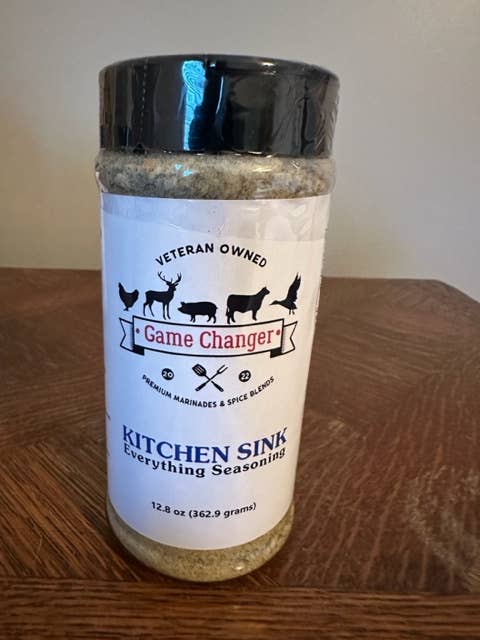 VETERAN OWNED
• Game Changer •
20 22
PREMIUM MARINADES & SPICE BLENDS
KITCHEN SINK
Everything Seasoning
12.8 oz (362.9 grams)